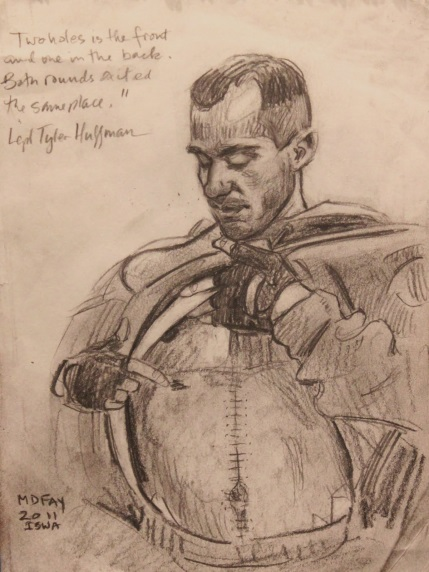 Two holes is the front
and one in the back.
Both rounds exited
the same place."
Lcpl Tyler Huffman
MDFAY
2011
ISWA